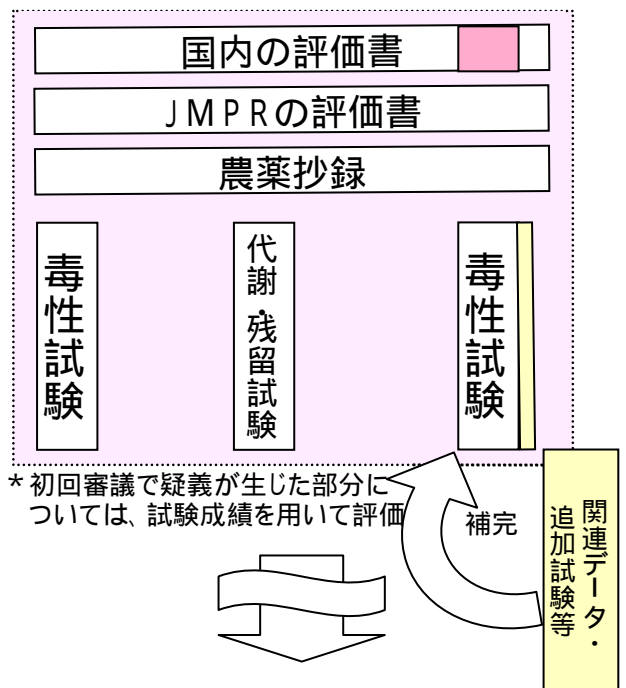 国内の評価書
JMPRの評価書
農薬抄録
毒性試験
代謝・残留試験
毒性試験
*初回審議で疑義が生じた部分に
ついては、試験成績を用いて評価
補完
関連データ・
追加試験等